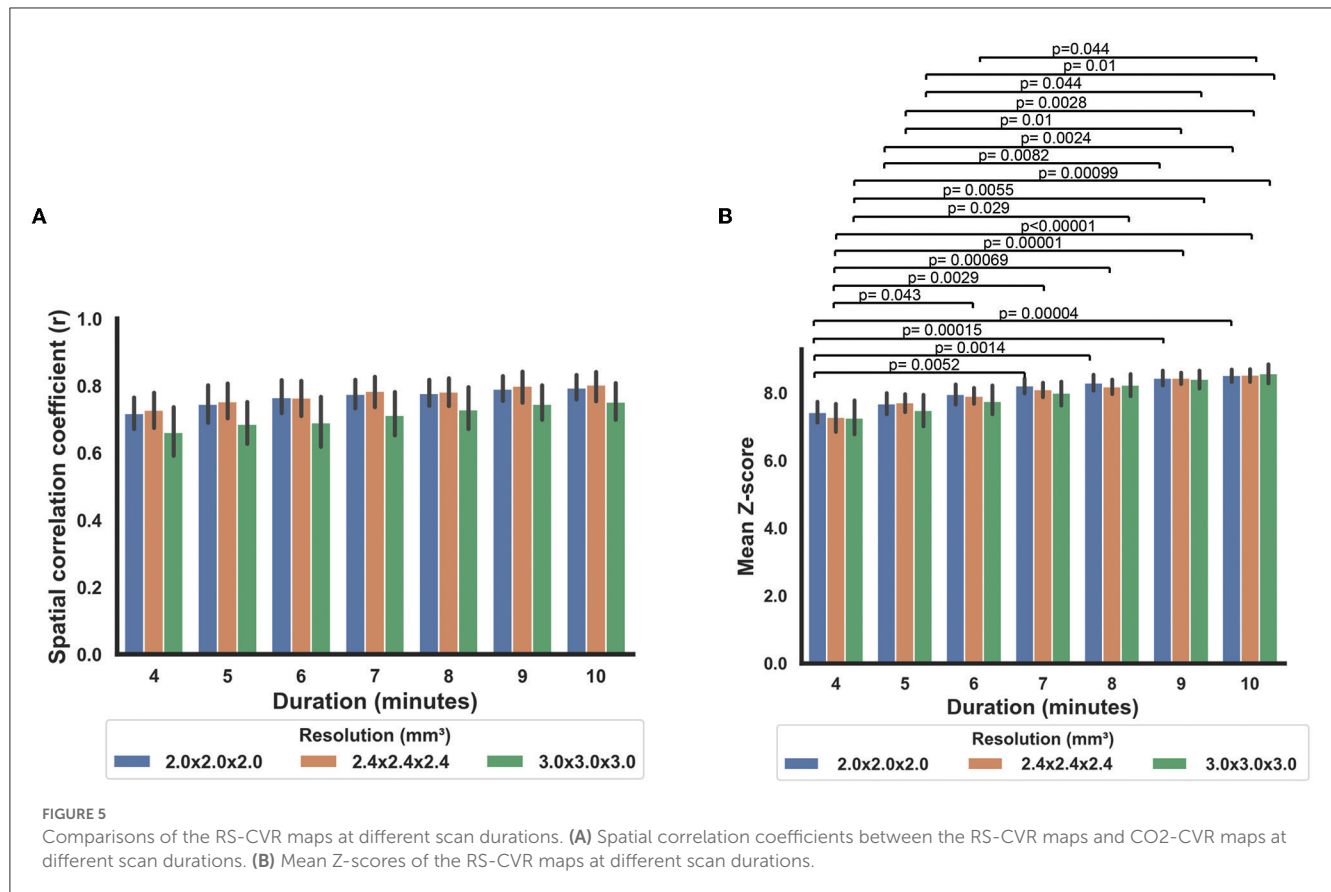 A
Spatial correlation coefficient (r)
1.0
0.8
0.6
0.4
0.2
0.0
4 5 6 7 8 9 10
Duration (minutes)
Resolution (mm³)
2.0x2.0x2.0 2.4x2.4x2.4 3.0x3.0x3.0
B
p=0.044
p= 0.01
p= 0.044
p= 0.0028
p= 0.01
p= 0.0024
p= 0.0082
p= 0.00099
p= 0.0055
p= 0.029
p<0.00001
p= 0.00001
p= 0.00069
p= 0.0029
p= 0.043
p= 0.00004
p= 0.00015
p= 0.0014
p= 0.0052
Mean Z-score
8.0
6.0
4.0
2.0
0.0
4 5 6 7 8 9 10
Duration (minutes)
Resolution (mm³)
2.0x2.0x2.0 2.4x2.4x2.4 3.0x3.0x3.0
FIGURE 5
Comparisons of the RS-CVR maps at different scan durations. (A) Spatial correlation coefficients between the RS-CVR maps and CO2-CVR maps at
different scan durations. (B) Mean Z-scores of the RS-CVR maps at different scan durations.